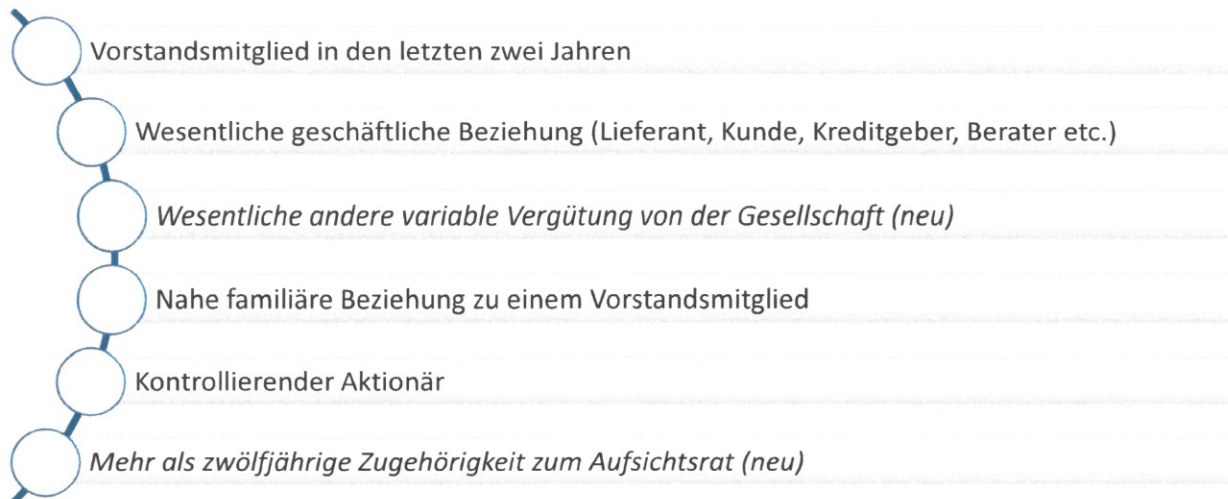 Vorstandsmitglied in den letzten zwei Jahren
Wesentliche geschäftliche Beziehung (Lieferant, Kunde, Kreditgeber, Berater etc.)
Wesentliche andere variable Vergütung von der Gesellschaft (neu)
Nahe familiäre Beziehung zu einem Vorstandsmitglied
Kontrollierender Aktionär
Mehr als zwölfjährige Zugehörigkeit zum Aufsichtsrat (neu)